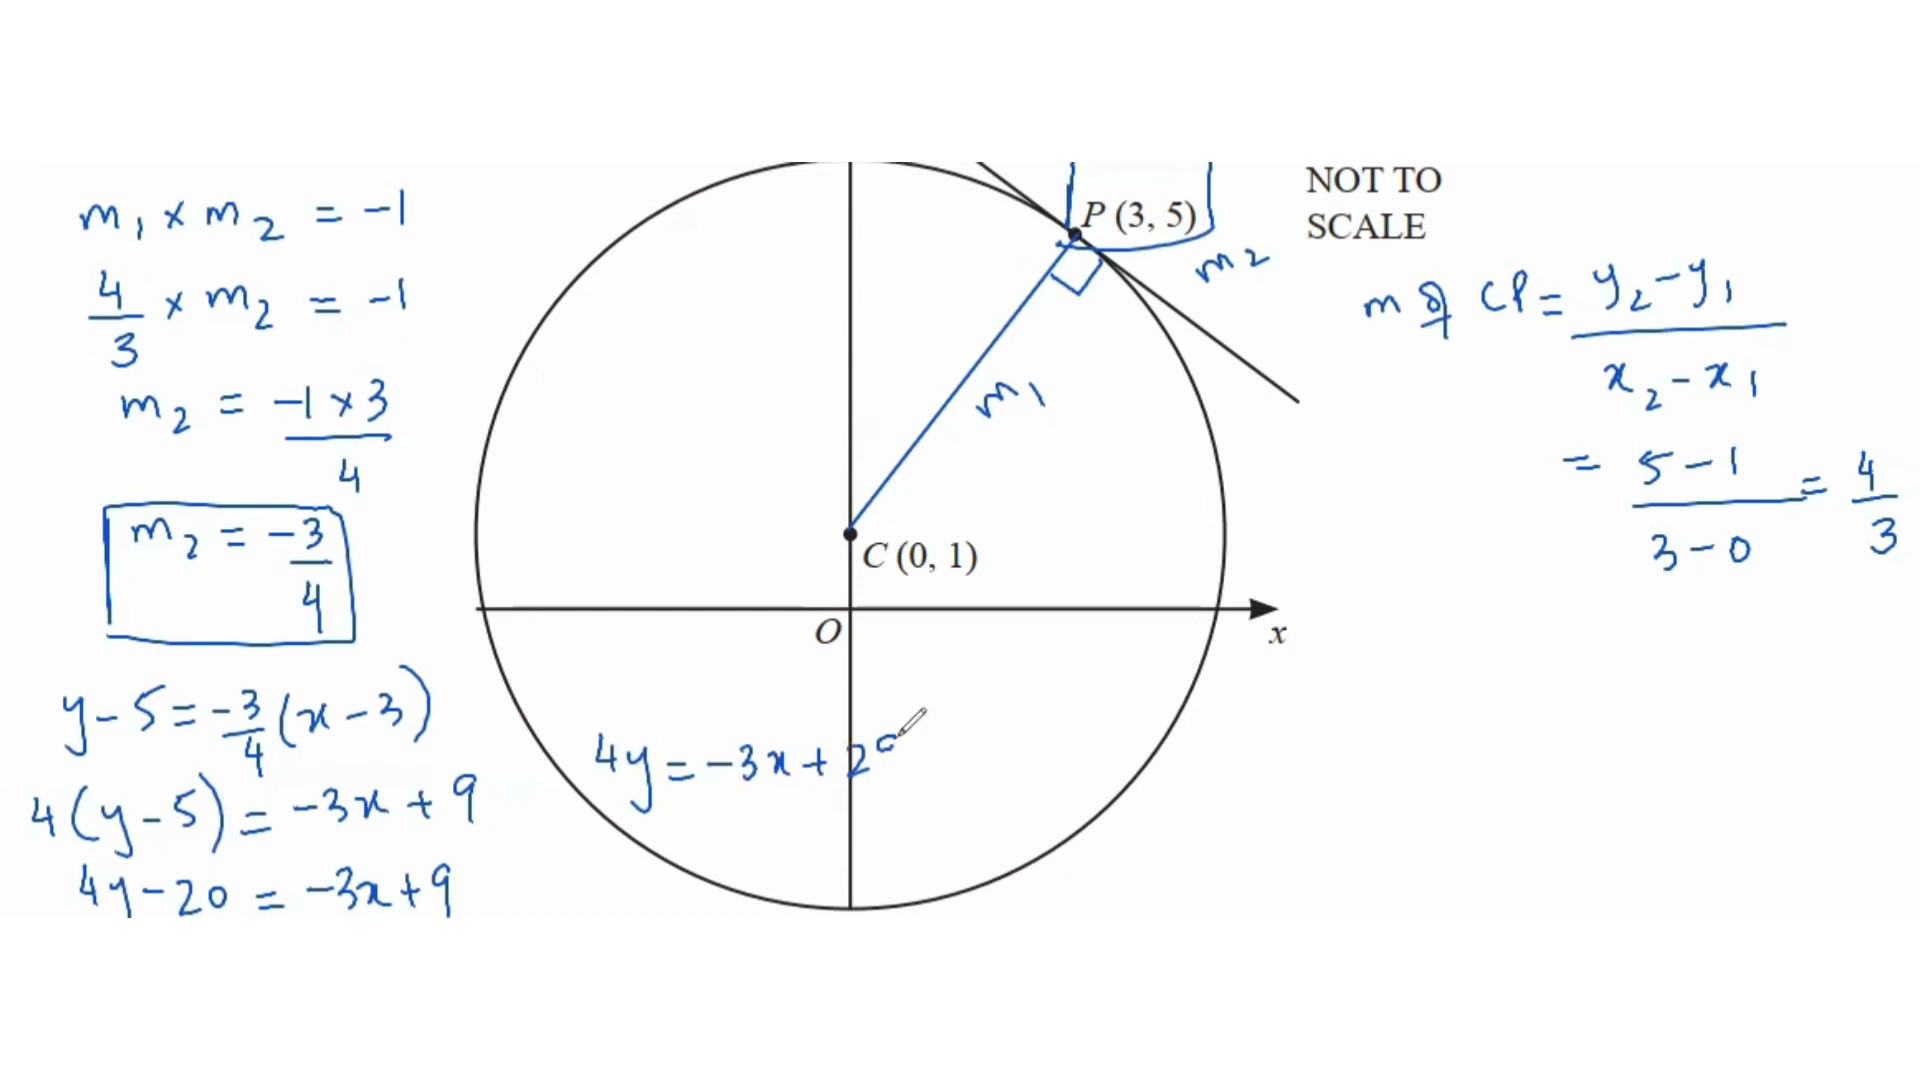 m₁ × m₂ = -1
4/3 × m₂ = -1
m₂ = -1 × 3 / 4
m₂ = -3/4
y - 5 = -3/4 (x - 3)
4(y - 5) = -3x + 9
4y - 20 = -3x + 9
P (3, 5)
m₂
m₁
C (0, 1)
O
x
4y = -3x + 2
NOT TO
SCALE
m of CP = y₂ - y₁ / x₂ - x₁
= 5 - 1 / 3 - 0 = 4/3